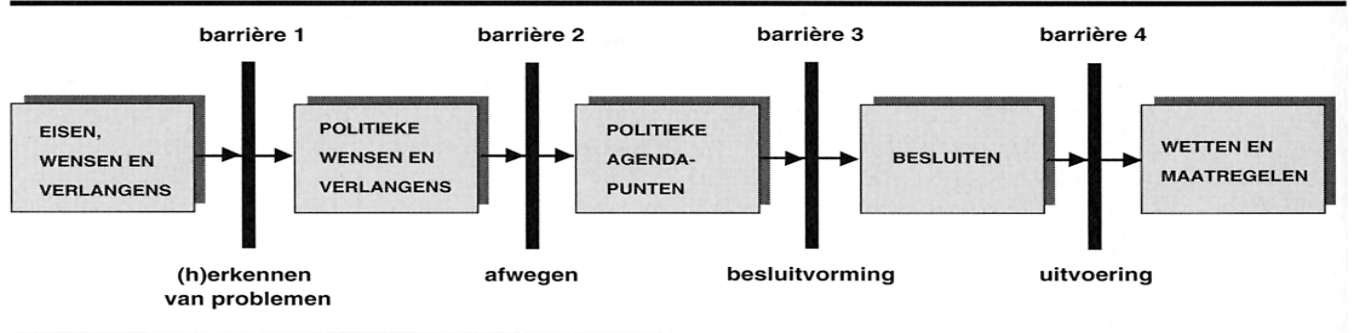 barrière 1
barrière 2
barrière 3
barrière 4
EISEN,
WENSEN EN
VERLANGENS
POLITIEKE
WENSEN EN
VERLANGENS
POLITIEKE
AGENDA-
PUNTEN
BESLUITEN
WETTEN EN
MAATREGELEN
(h)erkennen
van problemen
afwegen
besluitvorming
uitvoering